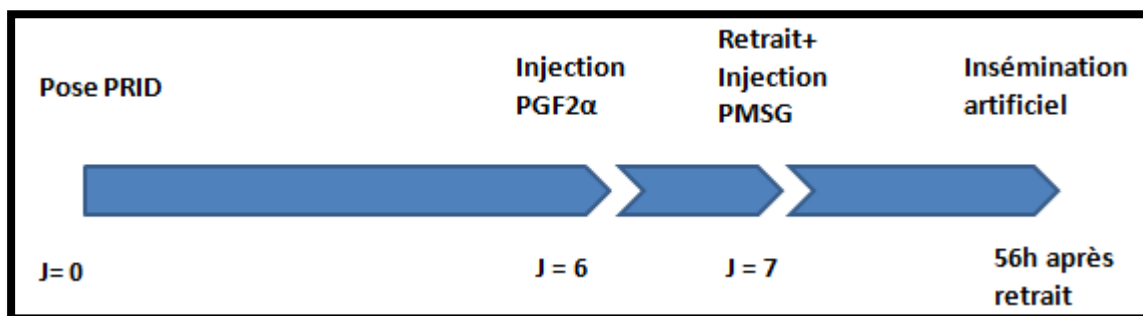 Pose PRID
Injection
PGF2α
Retrait+
Injection
PMSG
Insémination
artificiel
J= 0
J = 6
J = 7
56h après
retrait